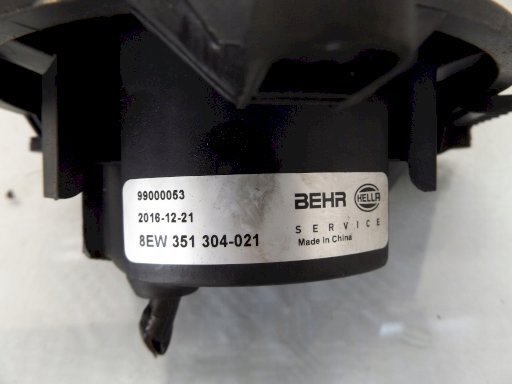 99000053
2016-12-21
8EW 351 304-021
BEHR HELLA
SERVICE
Made in China